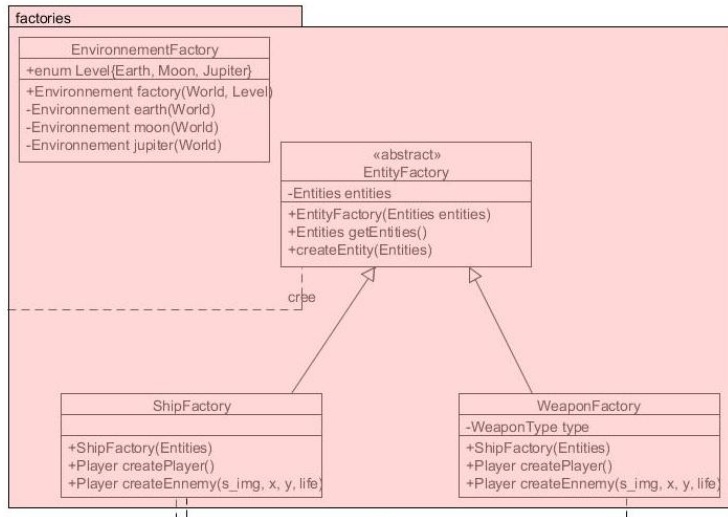 factories
EnvironnementFactory
+enum Level{Earth, Moon, Jupiter}
+Environnement factory(World, Level)
-Environnement earth(World)
-Environnement moon(World)
-Environnement jupiter(World)
«abstract»
EntityFactory
-Entities entities
+EntityFactory(Entities entities)
+Entities getEntities()
+createEntity(Entities)
cree
ShipFactory
+ShipFactory(Entities)
+Player createPlayer()
+Player createEnnemy(s_img, x, y, life)
WeaponFactory
-WeaponType type
+ShipFactory(Entities)
+Player createPlayer()
+Player createEnnemy(s_img, x, y, life)